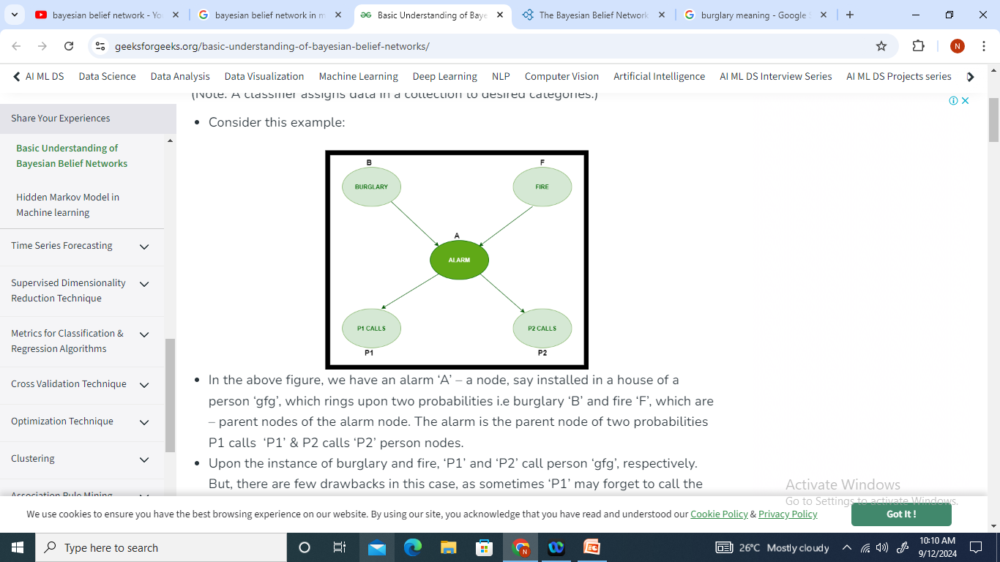 bayesian belief network - Yo
bayesian belief network in m
Basic Understanding of Baye
The Bayesian Belief Network
burglary meaning - Google S
geeksforgeeks.org/basic-understanding-of-bayesian-belief-networks/
N
AI ML DS
Data Science
Data Analysis
Data Visualization
Machine Learning
Deep Learning
NLP
Computer Vision
Artificial Intelligence
AI ML DS Interview Series
AI ML DS Projects series
(Note: A classifier assigns data in a collection to desired categories.)
Share Your Experiences
Basic Understanding of
Bayesian Belief Networks
Hidden Markov Model in
Machine learning
Time Series Forecasting
Supervised Dimensionality
Reduction Technique
Metrics for Classification &
Regression Algorithms
Cross Validation Technique
Optimization Technique
Clustering
Association Rule Mining
• Consider this example:
B
BURGLARY
F
FIRE
A
ALARM
P1 CALLS
P1
P2 CALLS
P2
• In the above figure, we have an alarm ‘A’ – a node, say installed in a house of a
person ‘gfg’, which rings upon two probabilities i.e burglary ‘B’ and fire ‘F’, which are
– parent nodes of the alarm node. The alarm is the parent node of two probabilities
P1 calls ‘P1’ & P2 calls ‘P2’ person nodes.
• Upon the instance of burglary and fire, ‘P1’ and ‘P2’ call person ‘gfg’, respectively.
But, there are few drawbacks in this case, as sometimes ‘P1’ may forget to call the
Activate Windows
Go to Settings to activate Windows.
We use cookies to ensure you have the best browsing experience on our website. By using our site, you acknowledge that you have read and understood our Cookie Policy & Privacy Policy
Got It !
Type here to search
N
26°C Mostly cloudy
10:10 AM
9/12/2024